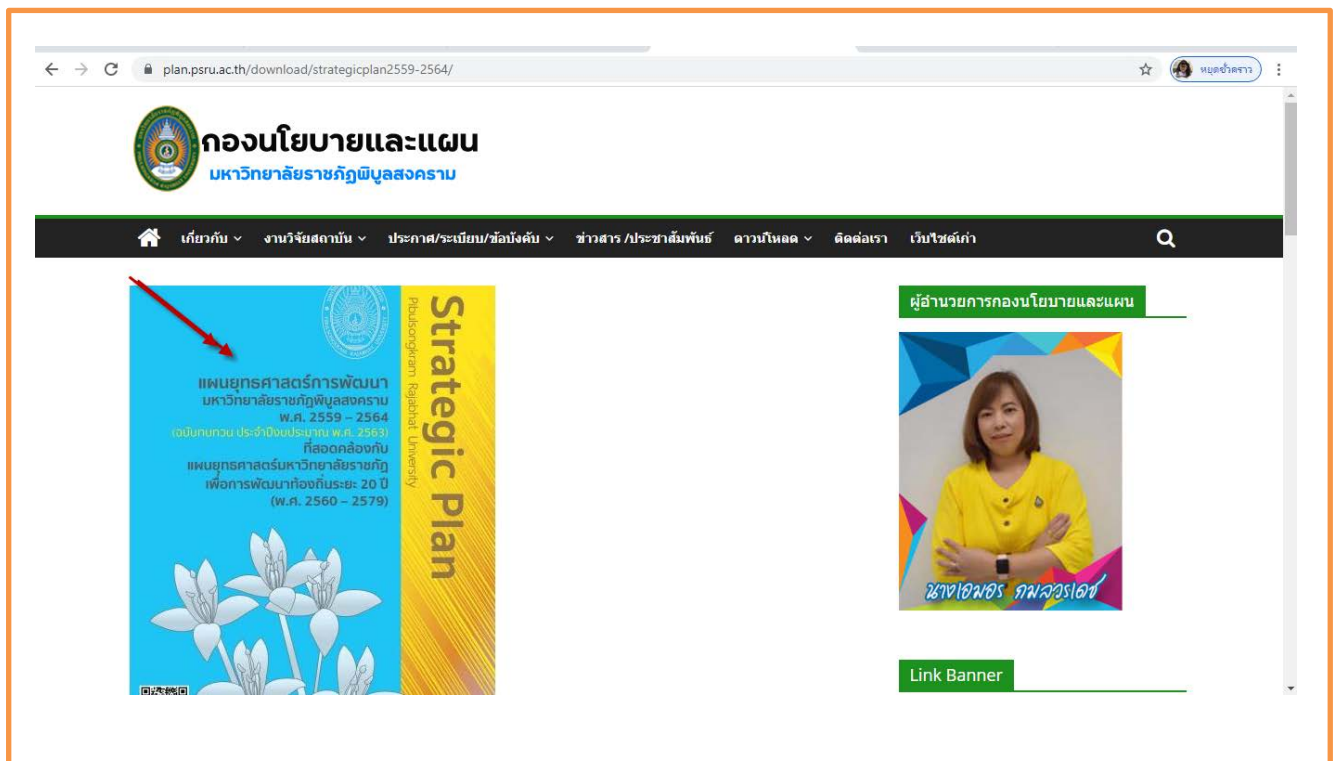 plan.psru.ac.th/download/strategicplan2559-2564/
หยุดชั่วคราว
กองนโยบายและแผน
มหาวิทยาลัยราชภัฏพิบูลสงคราม
เกี่ยวกับ งานวิจัยสถาบัน ประกาศ/ระเบียบ/ข้อบังคับ ข่าวสาร /ประชาสัมพันธ์ ดาวน์โหลด ติดต่อเรา เว็บไซต์เก่า
แผนยุทธศาสตร์การพัฒนา
มหาวิทยาลัยราชภัฏพิบูลสงคราม
พ.ศ. 2559 – 2564
(ฉบับทบทวน ประจำปีงบประมาณ พ.ศ. 2563)
ที่สอดคล้องกับ
แผนยุทธศาสตร์มหาวิทยาลัยราชภัฏ
เพื่อการพัฒนาท้องถิ่นระยะ 20 ปี
(พ.ศ. 2560 – 2579)
Strategic Plan
Pibulsongkram Rajabhat University
ผู้อำนวยการกองนโยบายและแผน
นางเอมอร กมลวรเดช
Link Banner